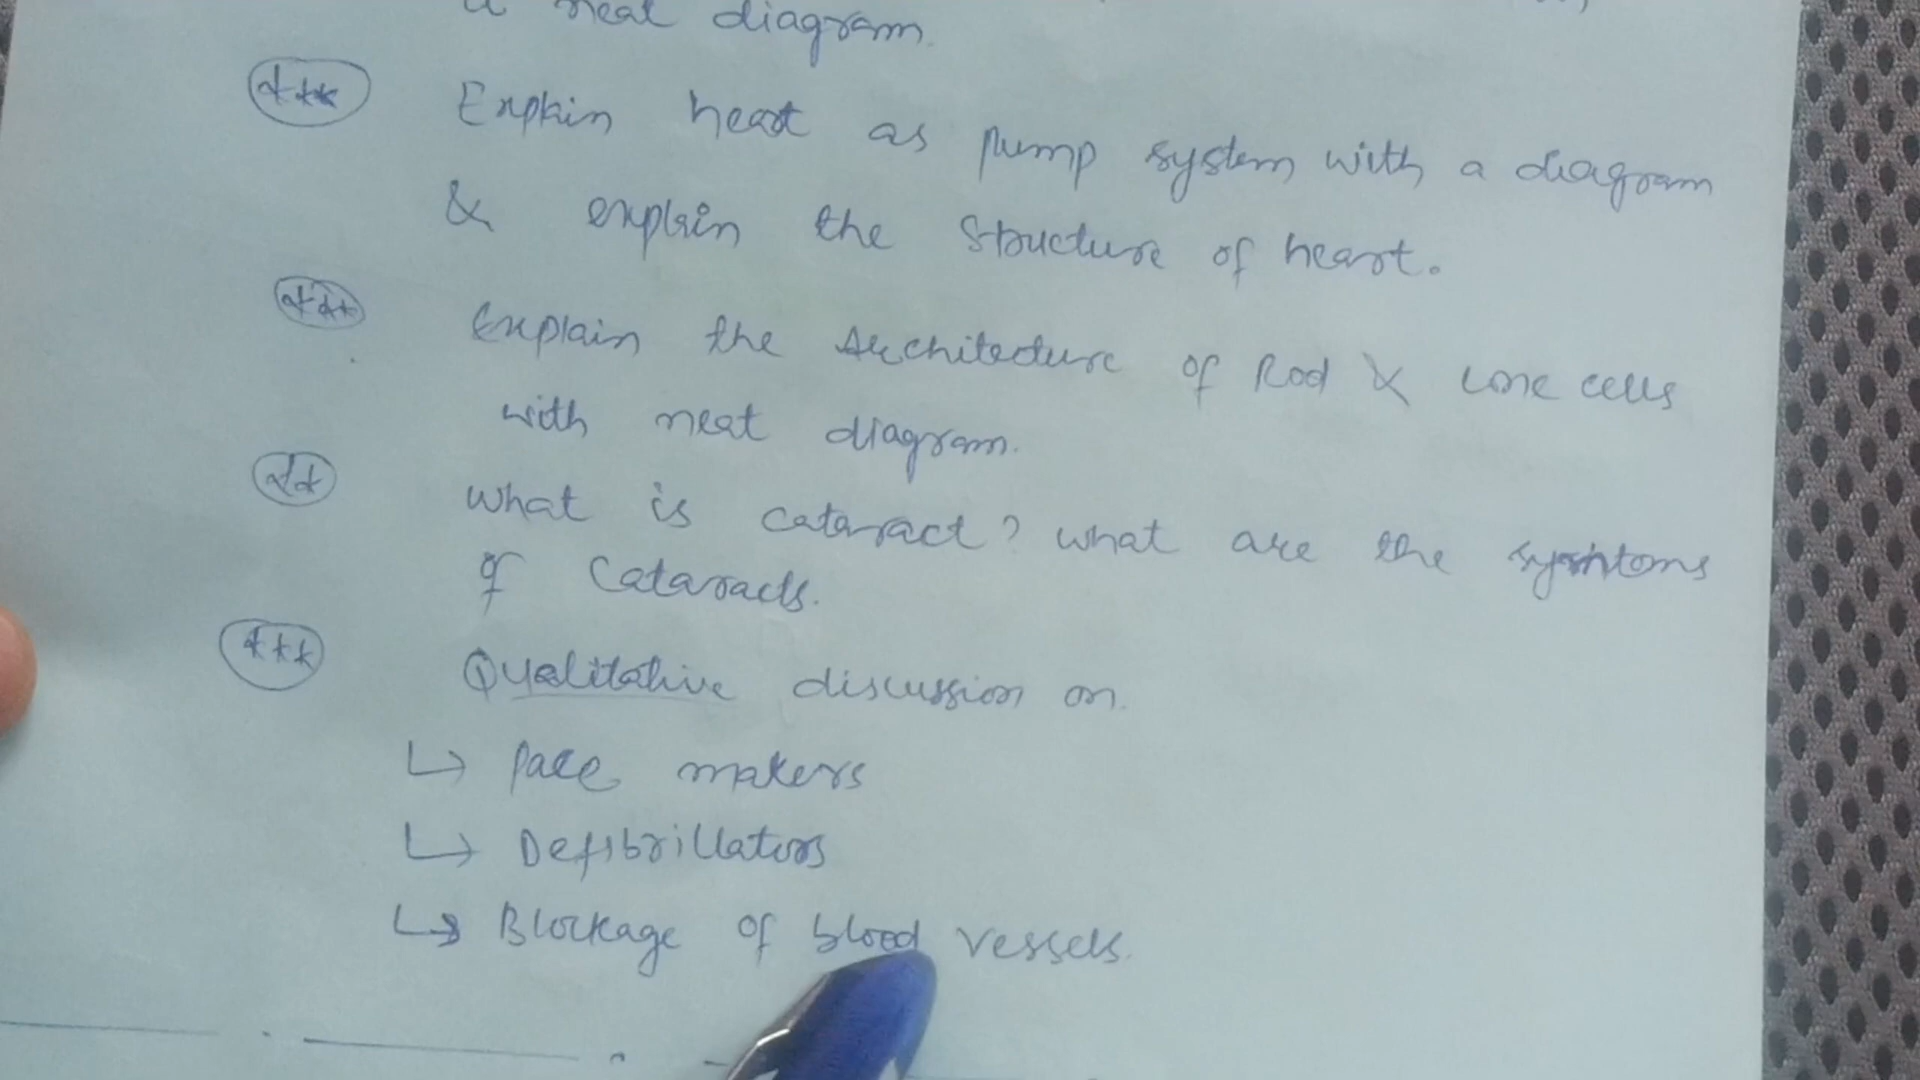 a neat diagram.
*** Explain heart as pump system with a diagram
& explain the structure of heart.
*** Explain the Architecture of Rod & cone cells
with neat diagram.
** what is cataract? what are the symtoms
of cataracts.
*** Qualitative discussion on.
↳ pace makers
↳ Defibrillators
↳ Blockage of blood vessels.